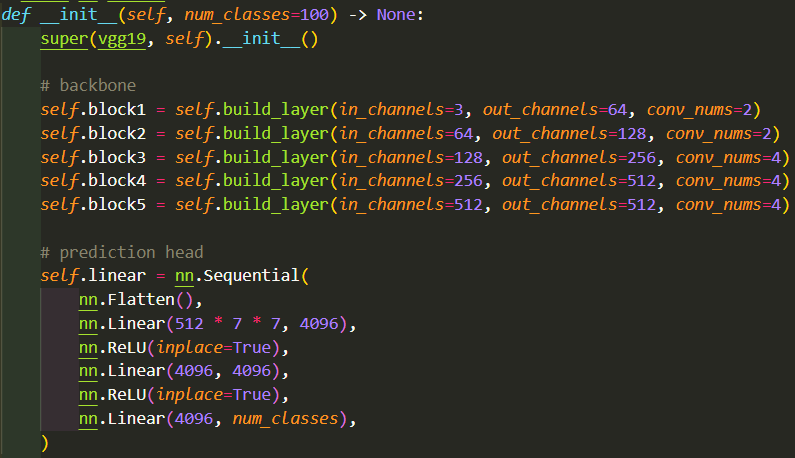 def __init__(self, num_classes=100) -> None:
    super(vgg19, self).__init__()

    # backbone
    self.block1 = self.build_layer(in_channels=3, out_channels=64, conv_nums=2)
    self.block2 = self.build_layer(in_channels=64, out_channels=128, conv_nums=2)
    self.block3 = self.build_layer(in_channels=128, out_channels=256, conv_nums=4)
    self.block4 = self.build_layer(in_channels=256, out_channels=512, conv_nums=4)
    self.block5 = self.build_layer(in_channels=512, out_channels=512, conv_nums=4)

    # prediction head
    self.linear = nn.Sequential(
        nn.Flatten(),
        nn.Linear(512 * 7 * 7, 4096),
        nn.ReLU(inplace=True),
        nn.Linear(4096, 4096),
        nn.ReLU(inplace=True),
        nn.Linear(4096, num_classes),
    )